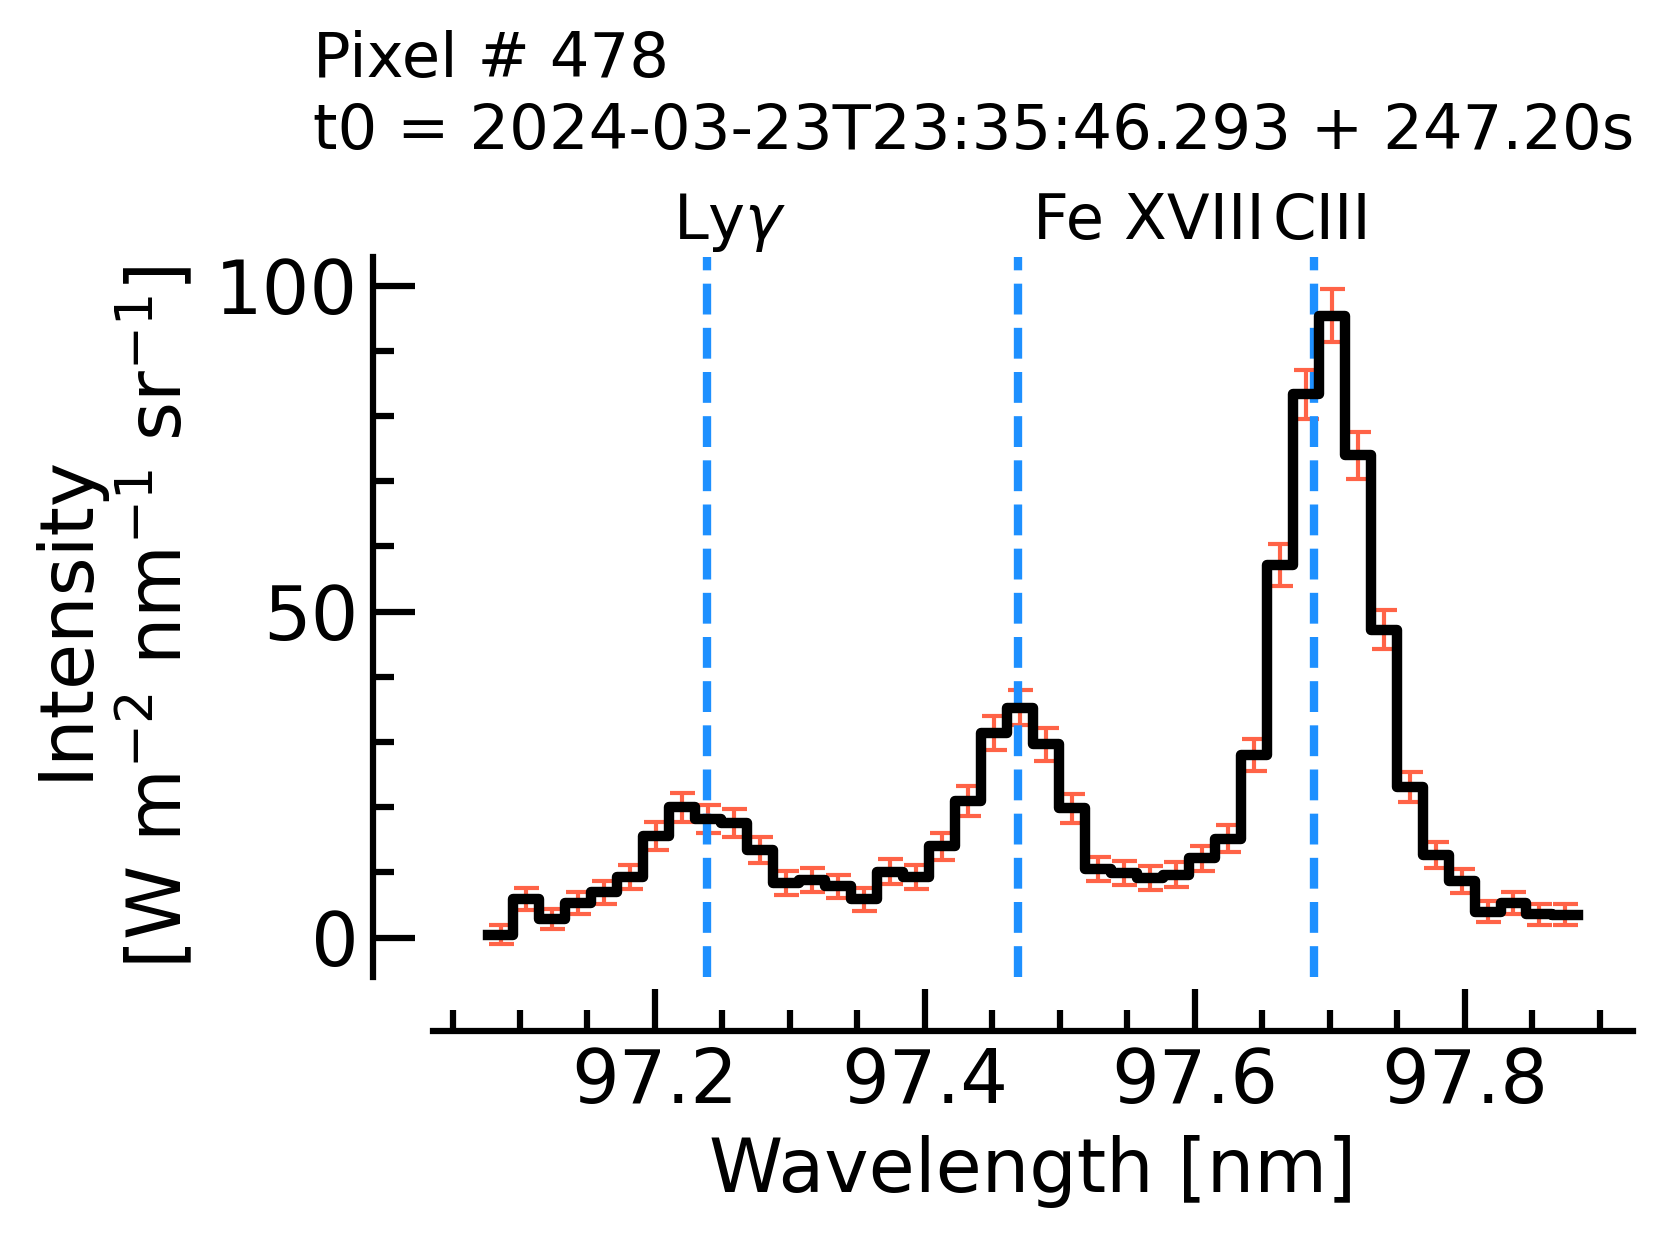 Pixel # 478
t0 = 2024-03-23T23:35:46.293 + 247.20s
Lyγ Fe XVIII CIII
Intensity
[W m⁻² nm⁻¹ sr⁻¹]
100
50
0
97.2 97.4 97.6 97.8
Wavelength [nm]